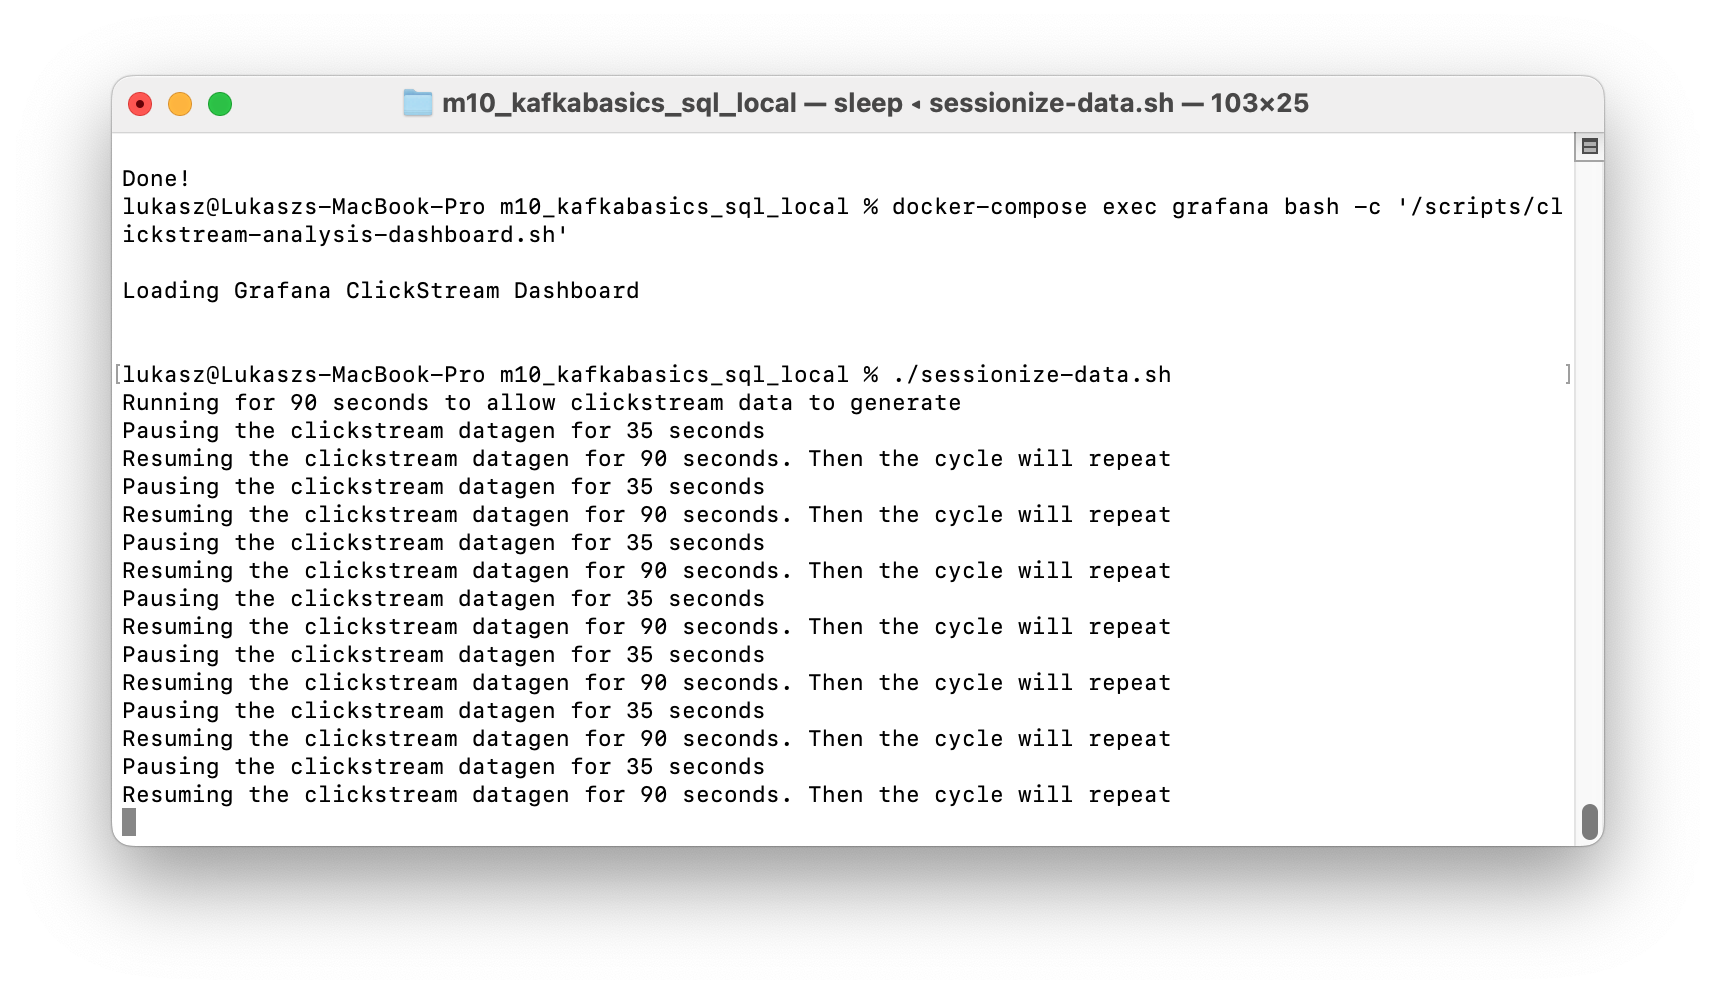 m10_kafkabasics_sql_local — sleep ◂ sessionize-data.sh — 103×25
Done!
lukasz@Lukaszs-MacBook-Pro m10_kafkabasics_sql_local % docker-compose exec grafana bash -c '/scripts/cl
ickstream-analysis-dashboard.sh'
Loading Grafana ClickStream Dashboard
[lukasz@Lukaszs-MacBook-Pro m10_kafkabasics_sql_local % ./sessionize-data.sh ]
Running for 90 seconds to allow clickstream data to generate
Pausing the clickstream datagen for 35 seconds
Resuming the clickstream datagen for 90 seconds. Then the cycle will repeat
Pausing the clickstream datagen for 35 seconds
Resuming the clickstream datagen for 90 seconds. Then the cycle will repeat
Pausing the clickstream datagen for 35 seconds
Resuming the clickstream datagen for 90 seconds. Then the cycle will repeat
Pausing the clickstream datagen for 35 seconds
Resuming the clickstream datagen for 90 seconds. Then the cycle will repeat
Pausing the clickstream datagen for 35 seconds
Resuming the clickstream datagen for 90 seconds. Then the cycle will repeat
Pausing the clickstream datagen for 35 seconds
Resuming the clickstream datagen for 90 seconds. Then the cycle will repeat
Pausing the clickstream datagen for 35 seconds
Resuming the clickstream datagen for 90 seconds. Then the cycle will repeat